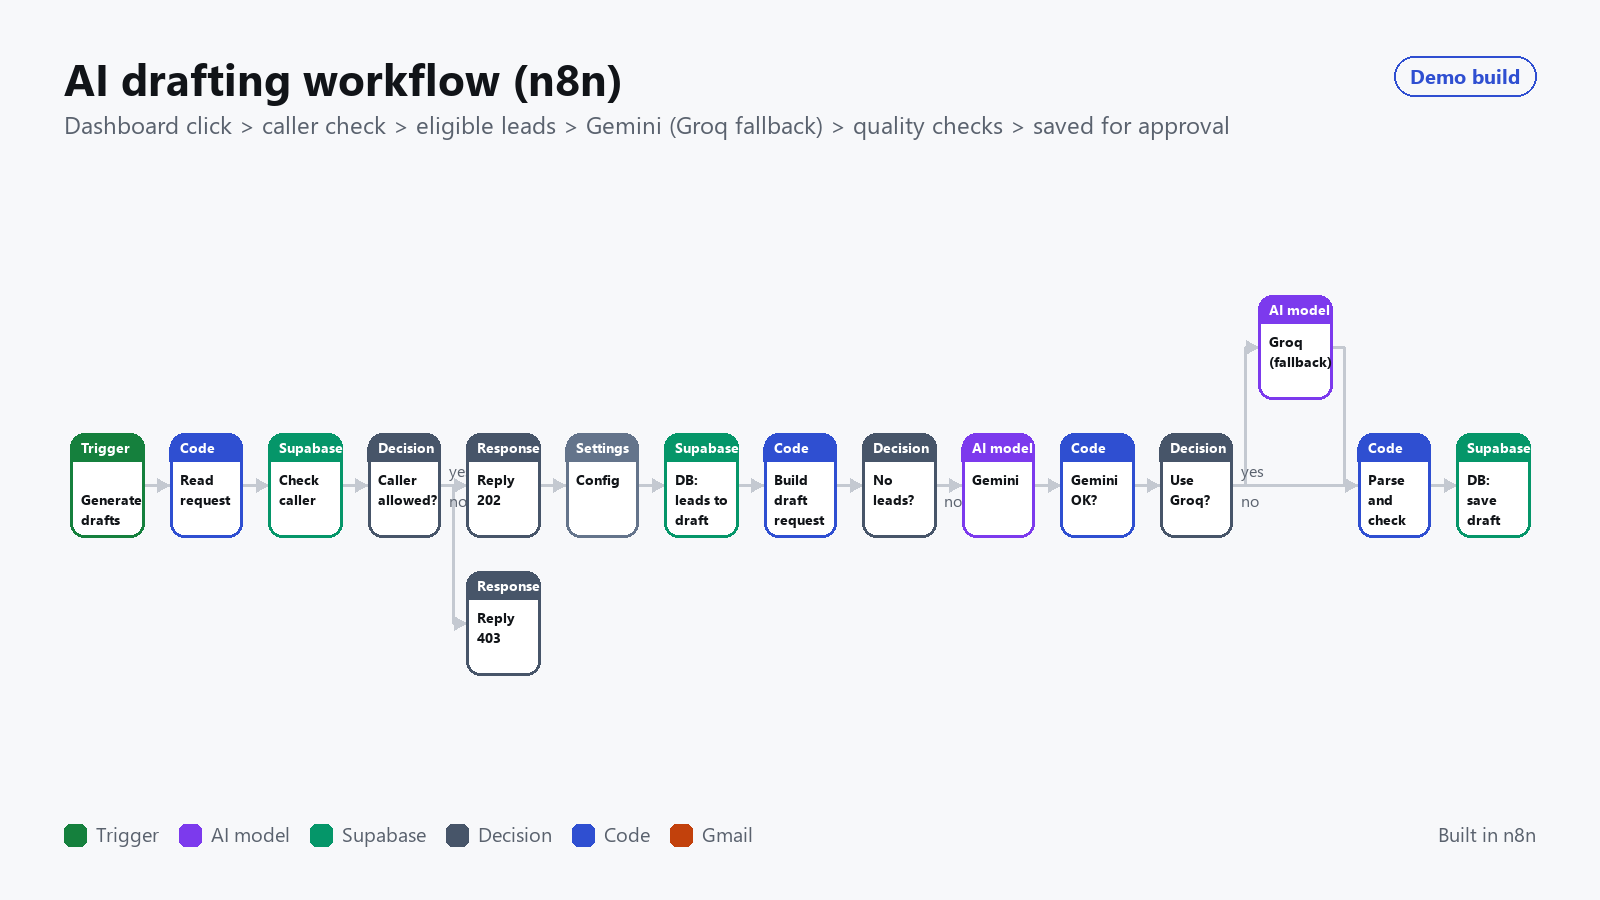 AI drafting workflow (n8n)
Demo build
Dashboard click > caller check > eligible leads > Gemini (Groq fallback) > quality checks > saved for approval
AI model
Groq
(fallback)
Trigger
Generate
drafts
Code
Read
request
Supabase
Check
caller
Decision
Caller
allowed?
yes
no
Response
Reply
202
Response
Reply
403
Settings
Config
Supabase
DB:
leads to
draft
Code
Build
draft
request
Decision
No
leads?
no
AI model
Gemini
Code
Gemini
OK?
Decision
Use
Groq?
yes
no
Code
Parse
and
check
Supabase
DB:
save
draft
Trigger
AI model
Supabase
Decision
Code
Gmail
Built in n8n